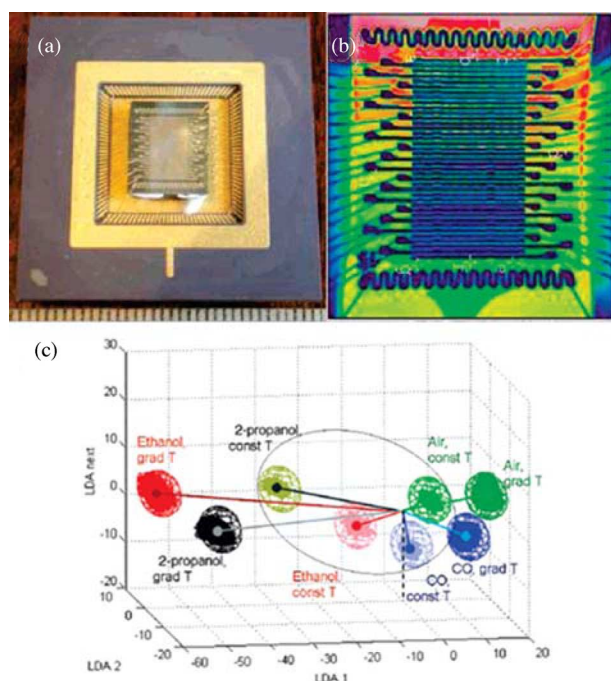 (a)
(b)
(c)
30
20
10
0
-10
-20
LDA next
Ethanol,
grad T
2-propanol,
const T
Air,
const T
Air,
grad T
2-propanol,
grad T
Ethanol,
const T
CO,
const T
CO, grad T
10
0
-10
-20
LDA 2
-60
-50
-40
-30
-20
-10
0
10
20
LDA 1